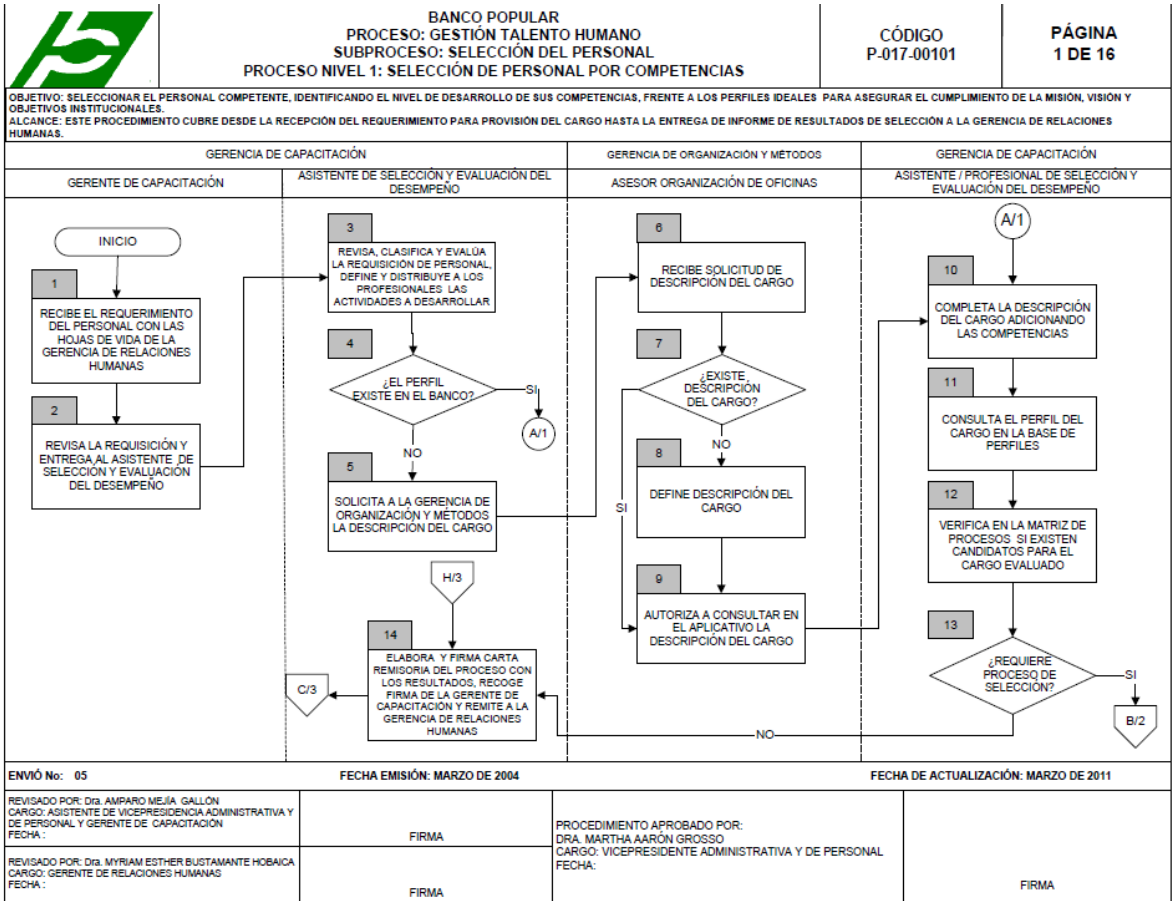 BANCO POPULAR
PROCESO: GESTIÓN TALENTO HUMANO
SUBPROCESO: SELECCIÓN DEL PERSONAL
PROCESO NIVEL 1: SELECCIÓN DE PERSONAL POR COMPETENCIAS
CÓDIGO
P-017-00101
PÁGINA
1 DE 16
OBJETIVO: SELECCIONAR EL PERSONAL COMPETENTE, IDENTIFICANDO EL NIVEL DE DESARROLLO DE SUS COMPETENCIAS, FRENTE A LOS PERFILES IDEALES PARA ASEGURAR EL CUMPLIMIENTO DE LA MISIÓN, VISIÓN Y
OBJETIVOS INSTITUCIONALES.
ALCANCE: ESTE PROCEDIMIENTO CUBRE DESDE LA RECEPCIÓN DEL REQUERIMIENTO PARA PROVISIÓN DEL CARGO HASTA LA ENTREGA DE INFORME DE RESULTADOS DE SELECCIÓN A LA GERENCIA DE RELACIONES
HUMANAS.
GERENCIA DE CAPACITACIÓN
GERENCIA DE ORGANIZACIÓN Y MÉTODOS
GERENCIA DE CAPACITACIÓN
GERENTE DE CAPACITACIÓN
ASISTENTE DE SELECCIÓN Y EVALUACIÓN DEL
DESEMPEÑO
ASESOR ORGANIZACIÓN DE OFICINAS
ASISTENTE / PROFESIONAL DE SELECCIÓN Y
EVALUACIÓN DEL DESEMPEÑO
INICIO
1
RECIBE EL REQUERIMIENTO
DEL PERSONAL CON LAS
HOJAS DE VIDA DE LA
GERENCIA DE RELACIONES
HUMANAS
2
REVISA LA REQUISICIÓN Y
ENTREGA AL ASISTENTE DE
SELECCIÓN Y EVALUACIÓN
DEL DESEMPEÑO
3
REVISA, CLASIFICA Y EVALÚA
LA REQUISICIÓN DE PERSONAL,
DEFINE Y DISTRIBUYE A LOS
PROFESIONALES LAS
ACTIVIDADES A DESARROLLAR
4
¿EL PERFIL
EXISTE EN EL BANCO?
SI
A/1
NO
5
SOLICITA A LA GERENCIA DE
ORGANIZACIÓN Y MÉTODOS
LA DESCRIPCIÓN DEL CARGO
H/3
14
ELABORA Y FIRMA CARTA
REMISORIA DEL PROCESO CON
LOS RESULTADOS, RECOGE
FIRMA DE LA GERENTE DE
CAPACITACIÓN Y REMITE A LA
GERENCIA DE RELACIONES
HUMANAS
C/3
6
RECIBE SOLICITUD DE
DESCRIPCIÓN DEL CARGO
7
¿EXISTE
DESCRIPCIÓN
DEL CARGO?
NO
SI
8
DEFINE DESCRIPCIÓN DEL
CARGO
9
AUTORIZA A CONSULTAR EN
EL APLICATIVO LA
DESCRIPCIÓN DEL CARGO
A/1
10
COMPLETA LA DESCRIPCIÓN
DEL CARGO ADICIONANDO
LAS COMPETENCIAS
11
CONSULTA EL PERFIL DEL
CARGO EN LA BASE DE
PERFILES
12
VERIFICA EN LA MATRIZ DE
PROCESOS SI EXISTEN
CANDIDATOS PARA EL
CARGO EVALUADO
13
¿REQUIERE
PROCESO DE
SELECCIÓN?
SI
B/2
NO
ENVIÓ No: 05
FECHA EMISIÓN: MARZO DE 2004
FECHA DE ACTUALIZACIÓN: MARZO DE 2011
REVISADO POR: Dra. AMPARO MEJÍA GALLÓN
CARGO: ASISTENTE DE VICEPRESIDENCIA ADMINISTRATIVA Y
DE PERSONAL Y GERENTE DE CAPACITACIÓN
FECHA :
FIRMA
REVISADO POR: Dra. MYRIAM ESTHER BUSTAMANTE HOBAICA
CARGO: GERENTE DE RELACIONES HUMANAS
FECHA :
FIRMA
PROCEDIMIENTO APROBADO POR:
DRA. MARTHA AARÓN GROSSO
CARGO: VICEPRESIDENTE ADMINISTRATIVA Y DE PERSONAL
FECHA:
FIRMA